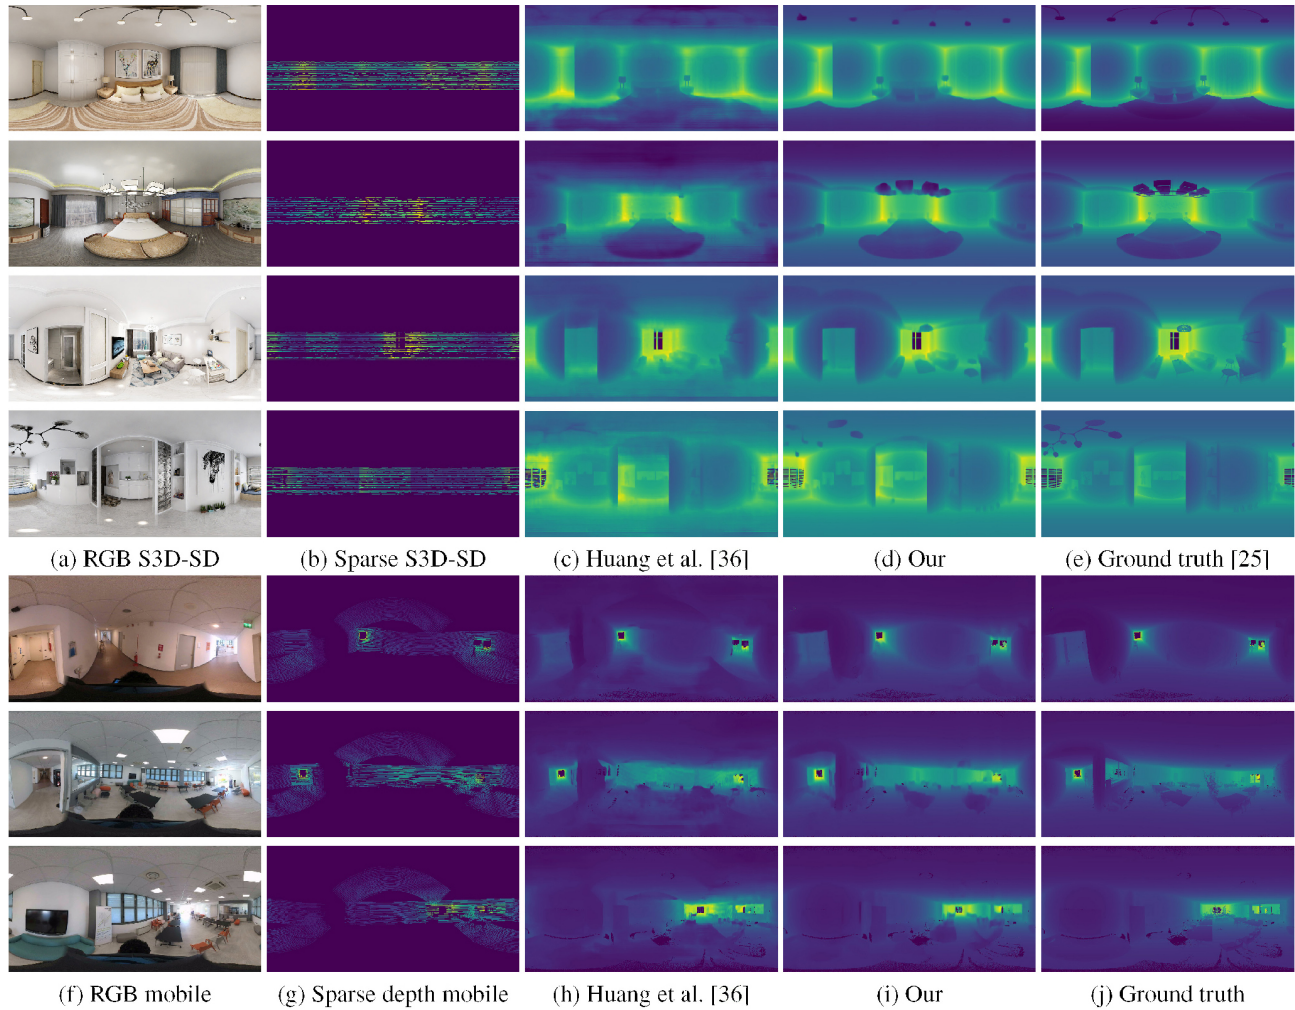 (a) RGB S3D-SD
(b) Sparse S3D-SD
(c) Huang et al. [36]
(d) Our
(e) Ground truth [25]
(f) RGB mobile
(g) Sparse depth mobile
(h) Huang et al. [36]
(i) Our
(j) Ground truth